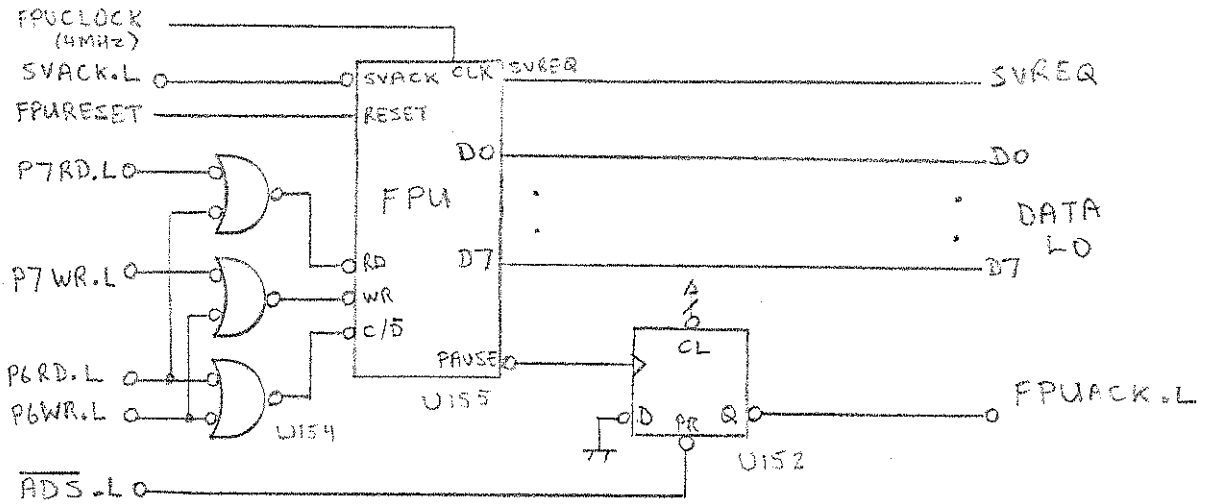 FPUCLOCK
(4MHz)
SVACK.L
FPURESET
P7RD.L
P7WR.L
P6RD.L
P6WR.L
ADS.L
U154
SVACK CLK SVREQ
RESET
FPU
D0
D7
RD
WR
C/D
PAUSE
U155
SVREQ
D0
DATA
LO
D7
CL
D
PR
Q
U152
FPUACK.L